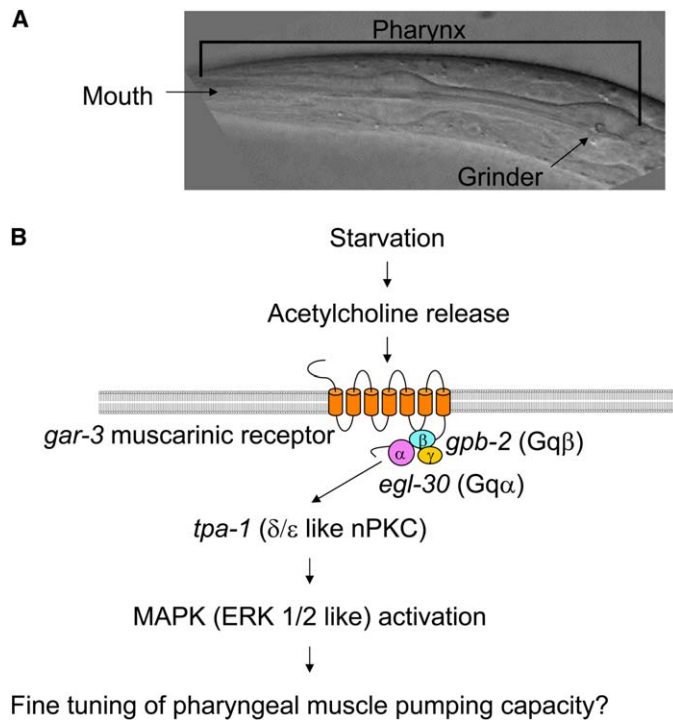 A
Pharynx
Mouth
Grinder
B
Starvation
Acetylcholine release
gar-3 muscarinic receptor
β
gpb-2 (Gqβ)
α
γ
egl-30 (Gqα)
tpa-1 (δ/ε like nPKC)
MAPK (ERK 1/2 like) activation
Fine tuning of pharyngeal muscle pumping capacity?